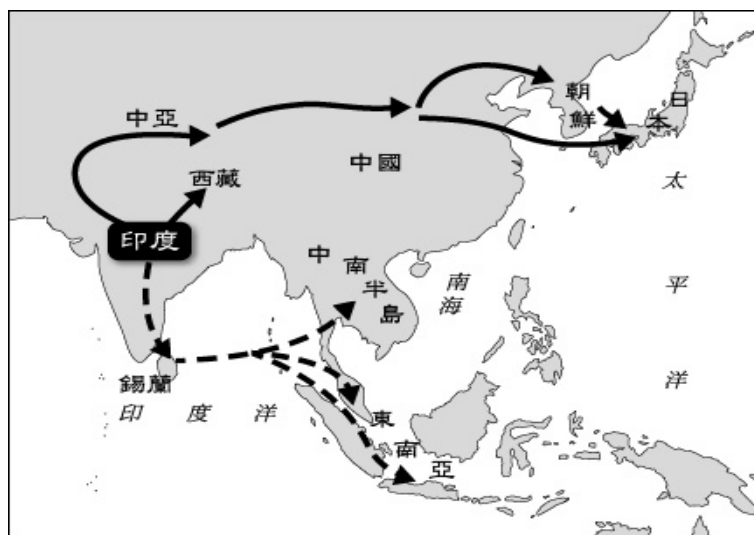 朝鮮
日本
中亞
中國
西藏
太平洋
印度
中南半島
南海
錫蘭
印度洋
東南亞